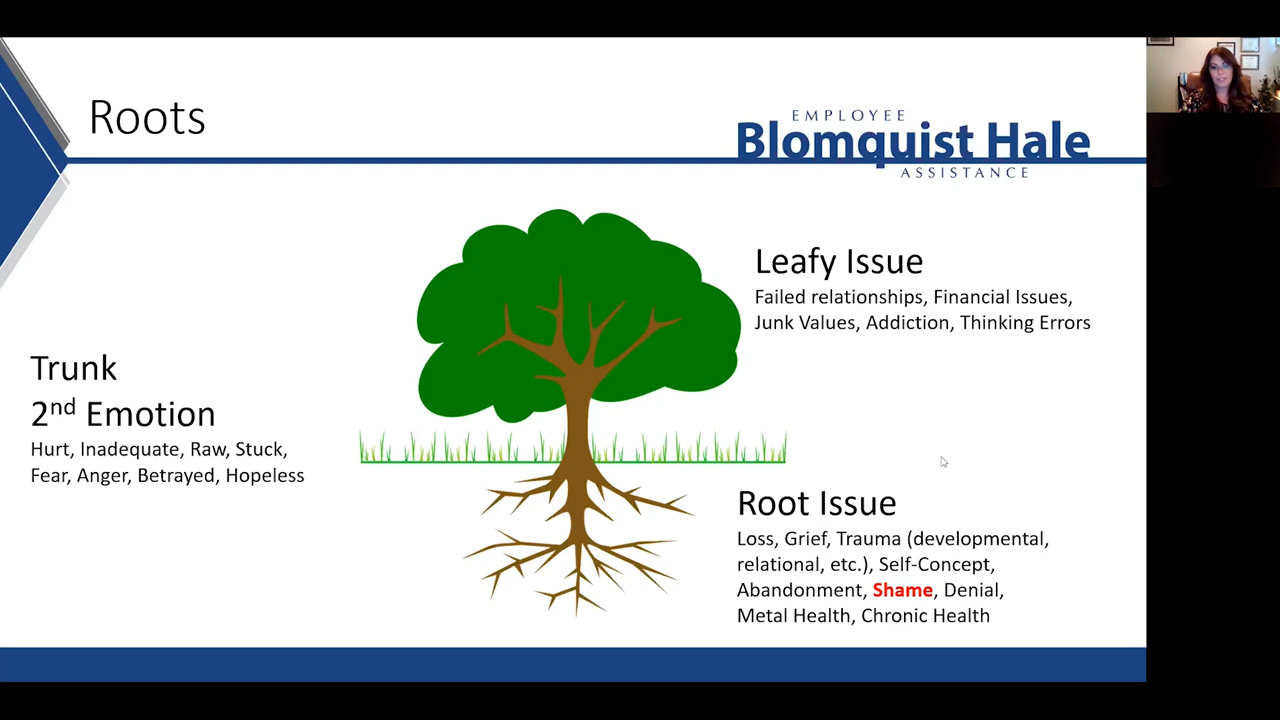 Roots
EMPLOYEE
Blomquist Hale
ASSISTANCE
Leafy Issue
Failed relationships, Financial Issues,
Junk Values, Addiction, Thinking Errors
Trunk
2nd Emotion
Hurt, Inadequate, Raw, Stuck,
Fear, Anger, Betrayed, Hopeless
Root Issue
Loss, Grief, Trauma (developmental,
relational, etc.), Self-Concept,
Abandonment, Shame, Denial,
Metal Health, Chronic Health